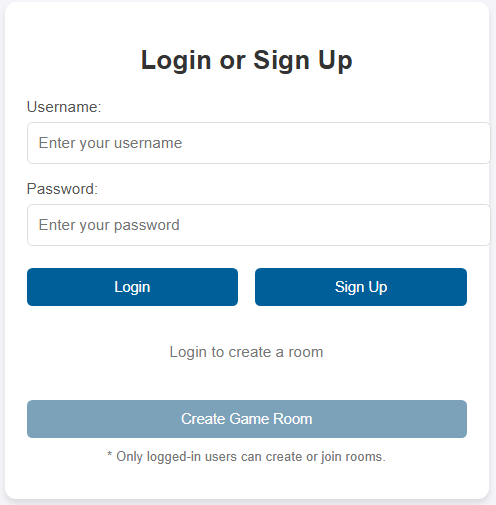 Login or Sign Up
Username:
Enter your username
Password:
Enter your password
Login
Sign Up
Login to create a room
Create Game Room
* Only logged-in users can create or join rooms.